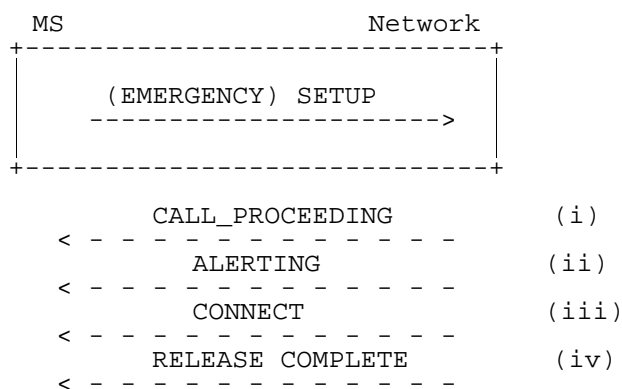 MS Network
(EMERGENCY) SETUP
CALL_PROCEEDING (i)
ALERTING (ii)
CONNECT (iii)
RELEASE COMPLETE (iv)